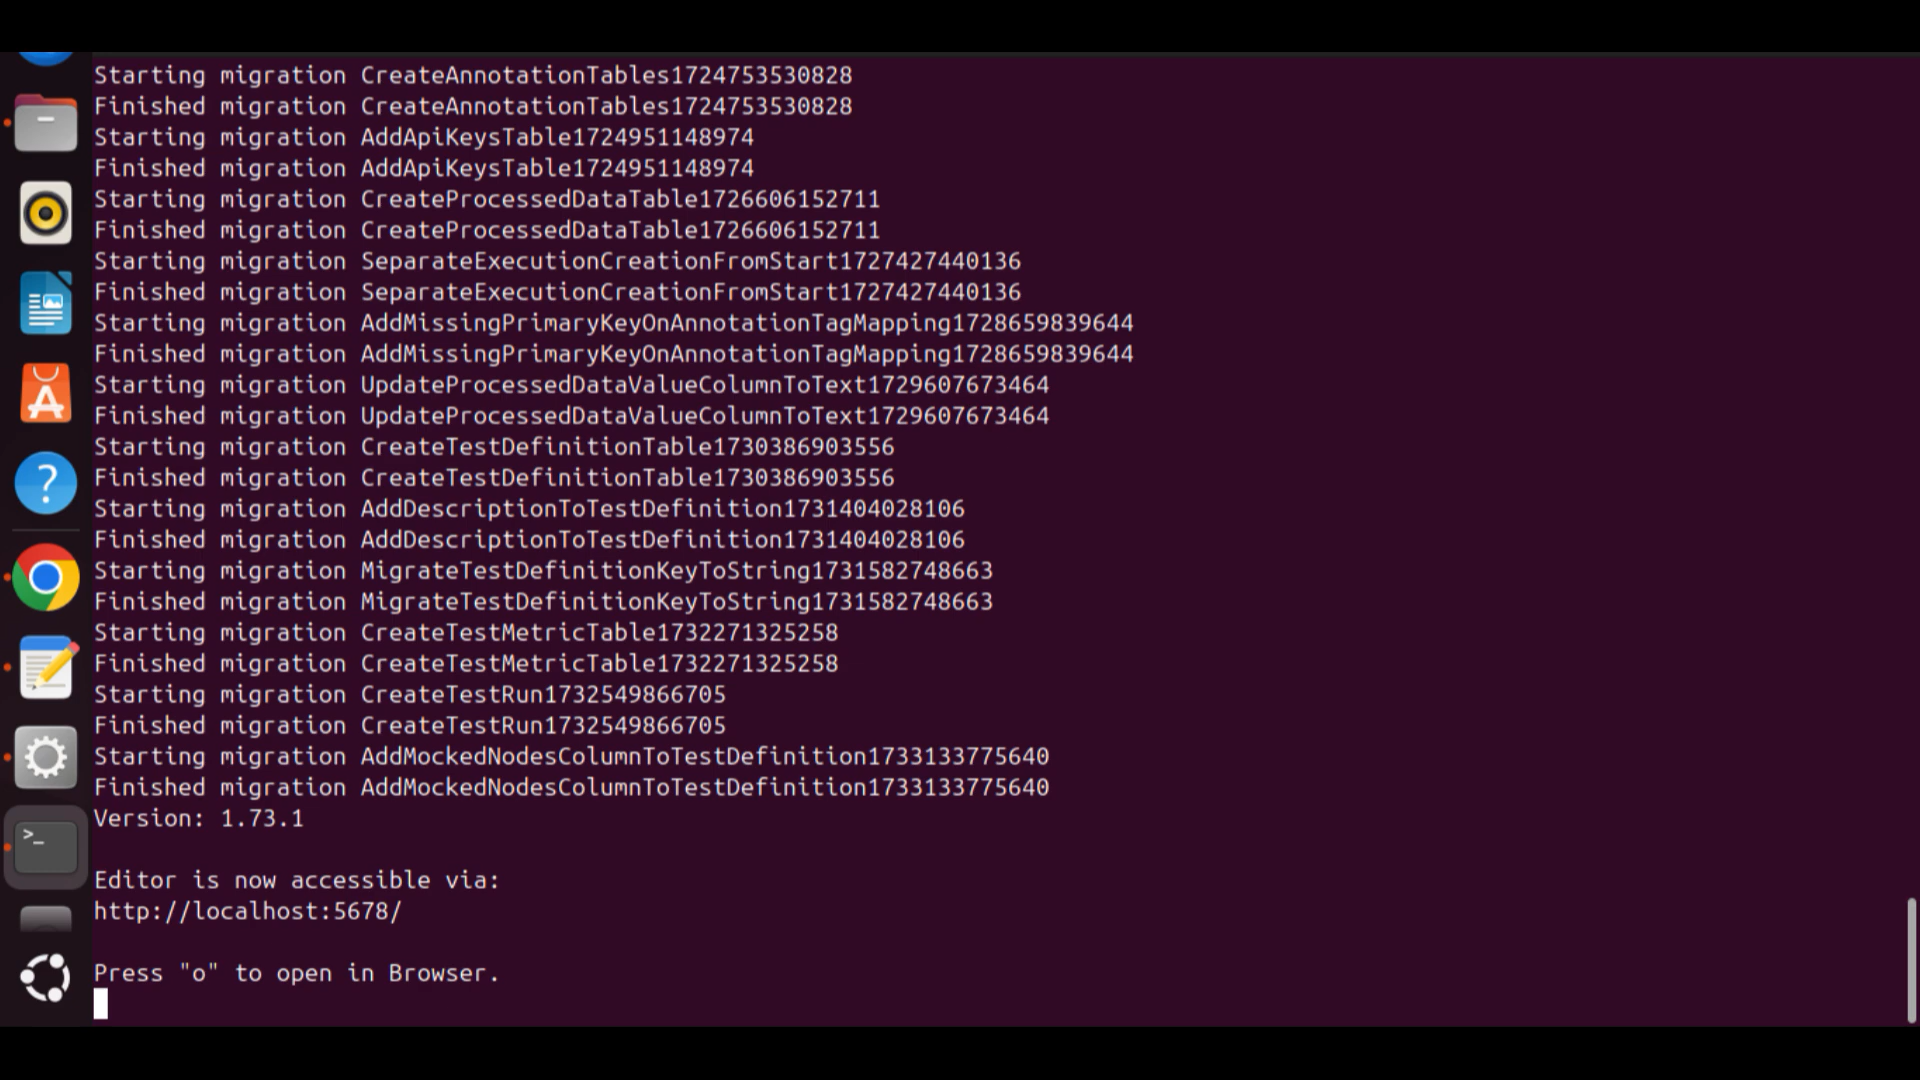 Starting migration CreateAnnotationTables1724753530828
Finished migration CreateAnnotationTables1724753530828
Starting migration AddApiKeysTable1724951148974
Finished migration AddApiKeysTable1724951148974
Starting migration CreateProcessedDataTable1726606152711
Finished migration CreateProcessedDataTable1726606152711
Starting migration SeparateExecutionCreationFromStart1727427440136
Finished migration SeparateExecutionCreationFromStart1727427440136
Starting migration AddMissingPrimaryKeyOnAnnotationTagMapping1728659839644
Finished migration AddMissingPrimaryKeyOnAnnotationTagMapping1728659839644
Starting migration UpdateProcessedDataValueColumnToText1729607673464
Finished migration UpdateProcessedDataValueColumnToText1729607673464
Starting migration CreateTestDefinitionTable1730386903556
Finished migration CreateTestDefinitionTable1730386903556
Starting migration AddDescriptionToTestDefinition1731404028106
Finished migration AddDescriptionToTestDefinition1731404028106
Starting migration MigrateTestDefinitionKeyToString1731582748663
Finished migration MigrateTestDefinitionKeyToString1731582748663
Starting migration CreateTestMetricTable1732271325258
Finished migration CreateTestMetricTable1732271325258
Starting migration CreateTestRun1732549866705
Finished migration CreateTestRun1732549866705
Starting migration AddMockedNodesColumnToTestDefinition1733133775640
Finished migration AddMockedNodesColumnToTestDefinition1733133775640
Version: 1.73.1
Editor is now accessible via:
http://localhost:5678/
Press "o" to open in Browser.